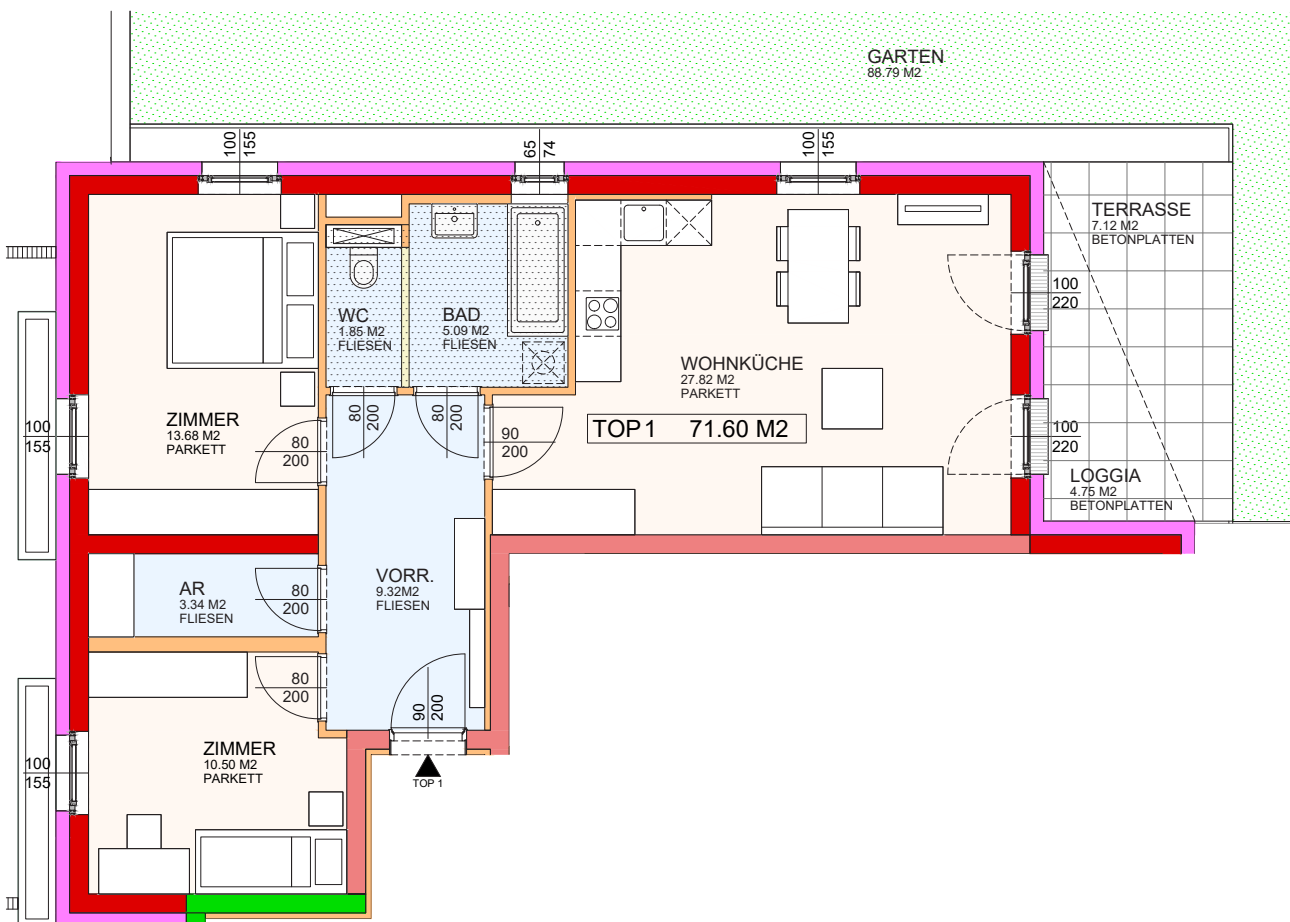 GARTEN
88.79 M2
100
155
65
74
100
155
TERRASSE
7.12 M2
BETONPLATTEN
100
220
WC
1.85 M2
FLIESEN
BAD
5.09 M2
FLIESEN
WOHNKÜCHE
27.82 M2
PARKETT
TOP1 71.60 M2
ZIMMER
13.68 M2
PARKETT
100
155
80
200
80
200
80
200
90
200
100
220
LOGGIA
4.75 M2
BETONPLATTEN
AR
3.34 M2
FLIESEN
80
200
VORR.
9.32M2
FLIESEN
80
200
90
200
ZIMMER
10.50 M2
PARKETT
100
155
TOP 1